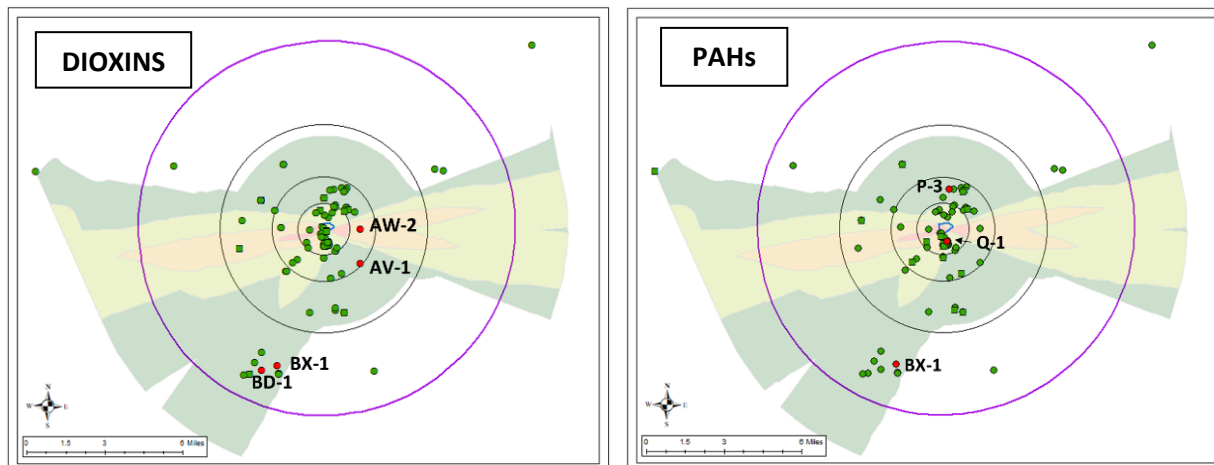 DIOXINS
AW-2
AV-1
BX-1
BD-1
N
W E
S
0 1.5 3 6 Miles
PAHs
P-3
Q-1
BX-1
N
W E
S
0 1.5 3 6 Miles